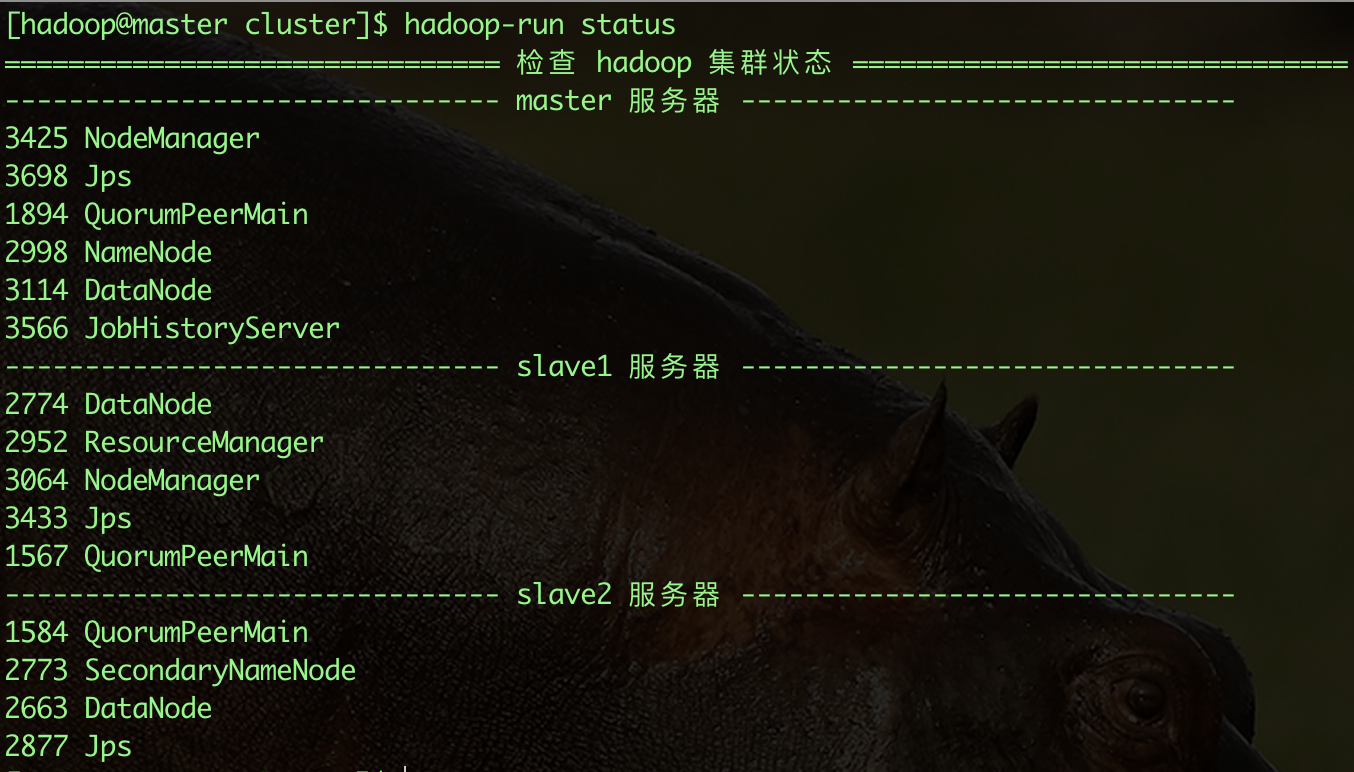 [hadoop@master cluster]$ hadoop-run status
=============================== 检查 hadoop 集群状态 ===============================
------------------------------- master 服务器 -------------------------------
3425 NodeManager
3698 Jps
1894 QuorumPeerMain
2998 NameNode
3114 DataNode
3566 JobHistoryServer
------------------------------- slave1 服务器 -------------------------------
2774 DataNode
2952 ResourceManager
3064 NodeManager
3433 Jps
1567 QuorumPeerMain
------------------------------- slave2 服务器 -------------------------------
1584 QuorumPeerMain
2773 SecondaryNameNode
2663 DataNode
2877 Jps